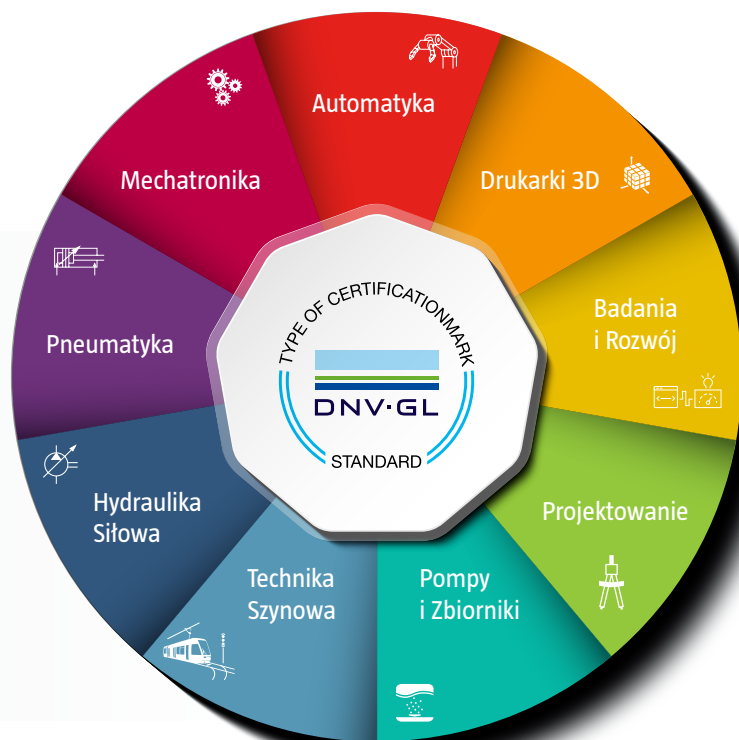 Automatyka
Drukarki 3D
Badania
i Rozwój
Projektowanie
Pompy
i Zbiorniki
Technika
Szynowa
Hydraulika
Siłowa
Pneumatyka
Mechatronika
TYPE OF CERTIFICATIONMARK
DNV·GL
STANDARD